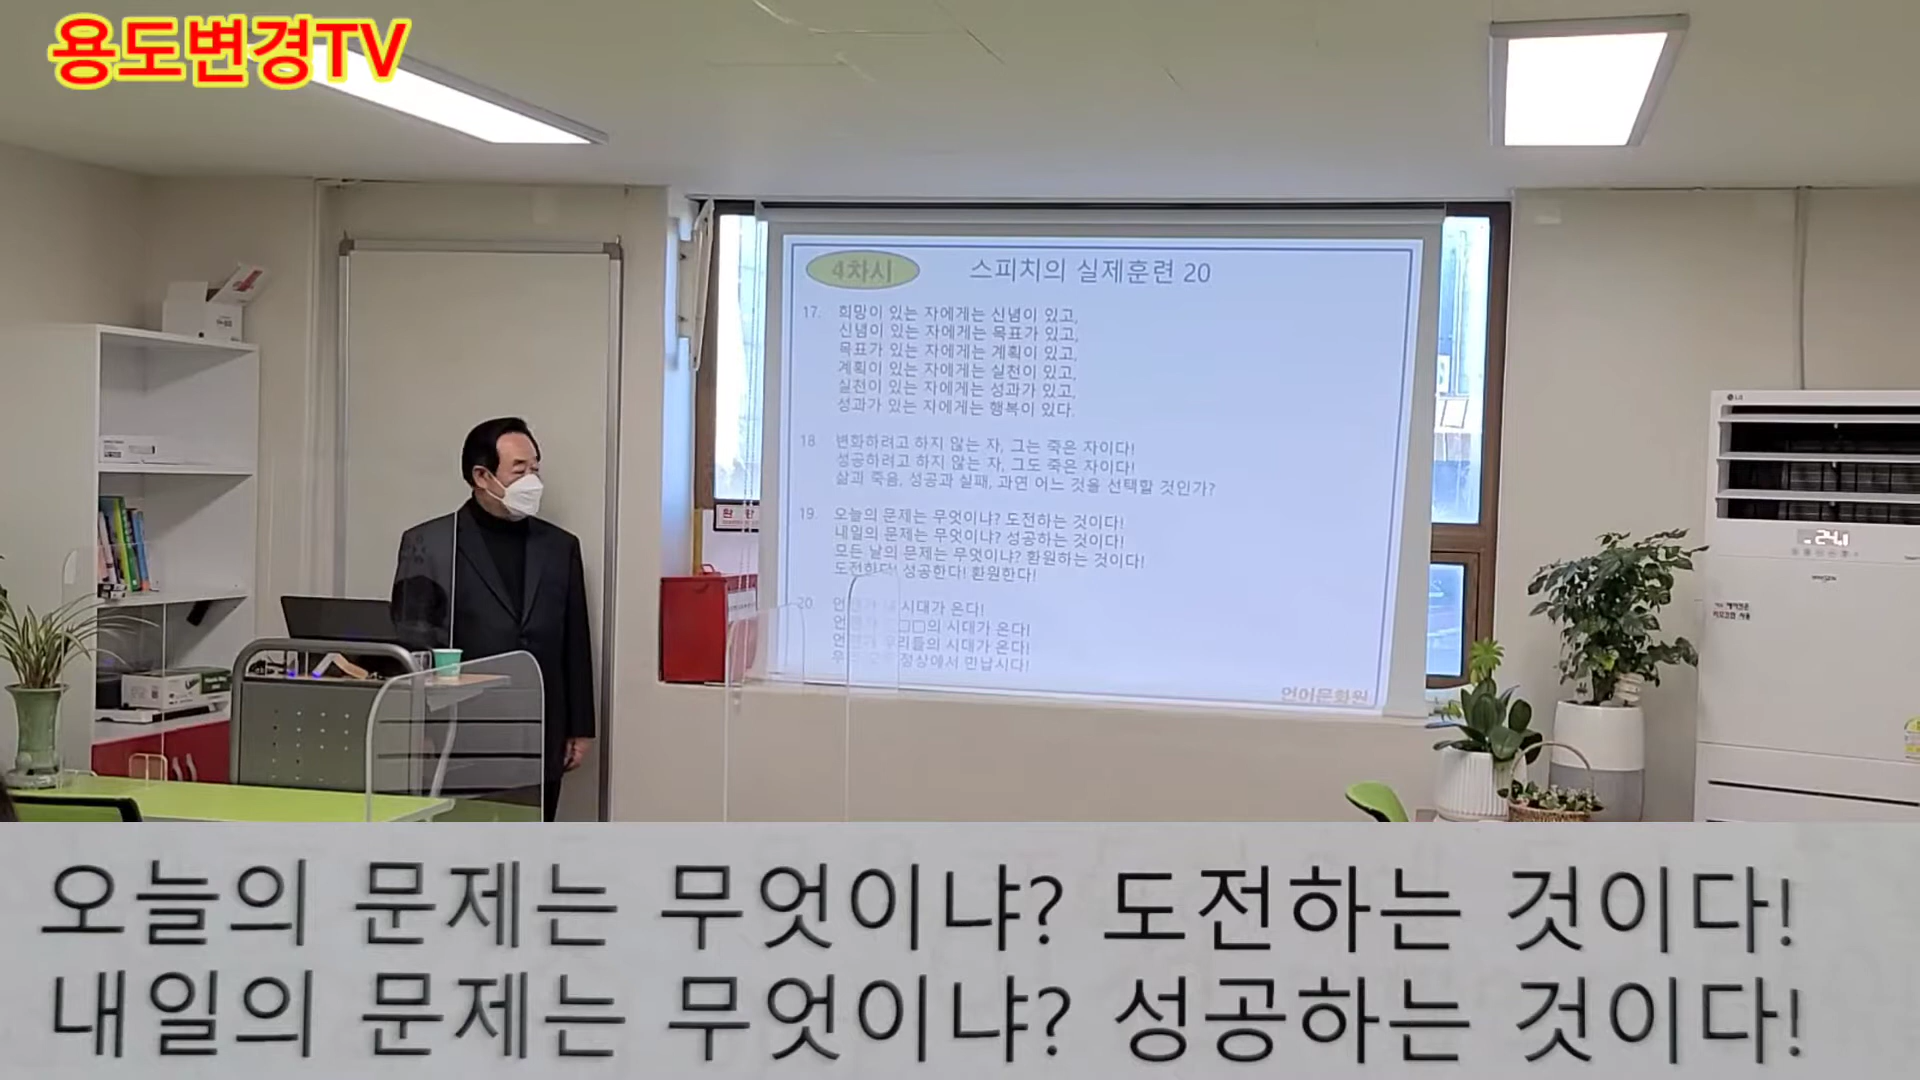 용도변경TV
4차시
스피치의 실제훈련 20
17. 희망이 있는 자에게는 신념이 있고,
신념이 있는 자에게는 목표가 있고,
목표가 있는 자에게는 계획이 있고,
계획이 있는 자에게는 실천이 있고,
실천이 있는 자에게는 성과가 있고,
성과가 있는 자에게는 행복이 있다.
18. 변화하려고 하지 않는 자, 그는 죽은 자이다!
성공하려고 하지 않는 자, 그도 죽은 자이다!
삶과 죽음, 성공과 실패, 과연 어느 것을 선택할 것인가?
19. 오늘의 문제는 무엇이냐? 도전하는 것이다!
내일의 문제는 무엇이냐? 성공하는 것이다!
모든 날의 문제는 무엇이냐? 환원하는 것이다!
도전한다! 성공한다! 환원한다!
20. 시대가 온다!
□□의 시대가 온다!
우리들의 시대가 온다!
정상에서 만납시다!
언어문화원
LG
24.1
오늘의 문제는 무엇이냐? 도전하는 것이다!
내일의 문제는 무엇이냐? 성공하는 것이다!